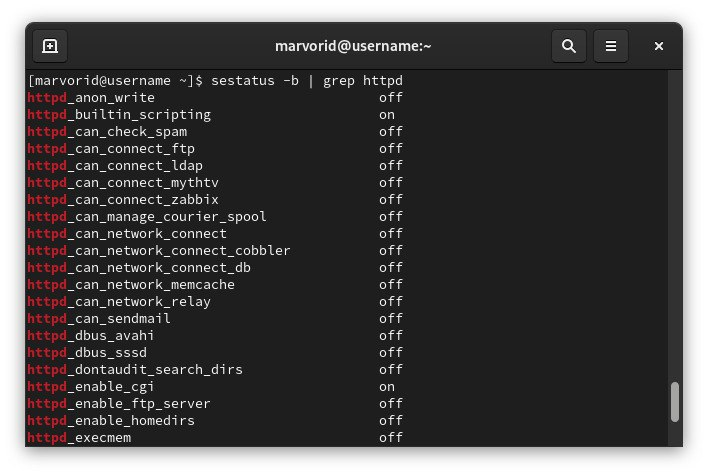 marvorid@username:~
[marvorid@username ~]$ sestatus -b | grep httpd
httpd_anon_write                            off
httpd_builtin_scripting                     on
httpd_can_check_spam                        off
httpd_can_connect_ftp                       off
httpd_can_connect_ldap                      off
httpd_can_connect_mythtv                    off
httpd_can_connect_zabbix                    off
httpd_can_manage_courier_spool              off
httpd_can_network_connect                   off
httpd_can_network_connect_cobbler           off
httpd_can_network_connect_db                off
httpd_can_network_memcache                  off
httpd_can_network_relay                     off
httpd_can_sendmail                          off
httpd_dbus_avahi                            off
httpd_dbus_sssd                             off
httpd_dontaudit_search_dirs                 off
httpd_enable_cgi                            on
httpd_enable_ftp_server                     off
httpd_enable_homedirs                       off
httpd_execmem                               off